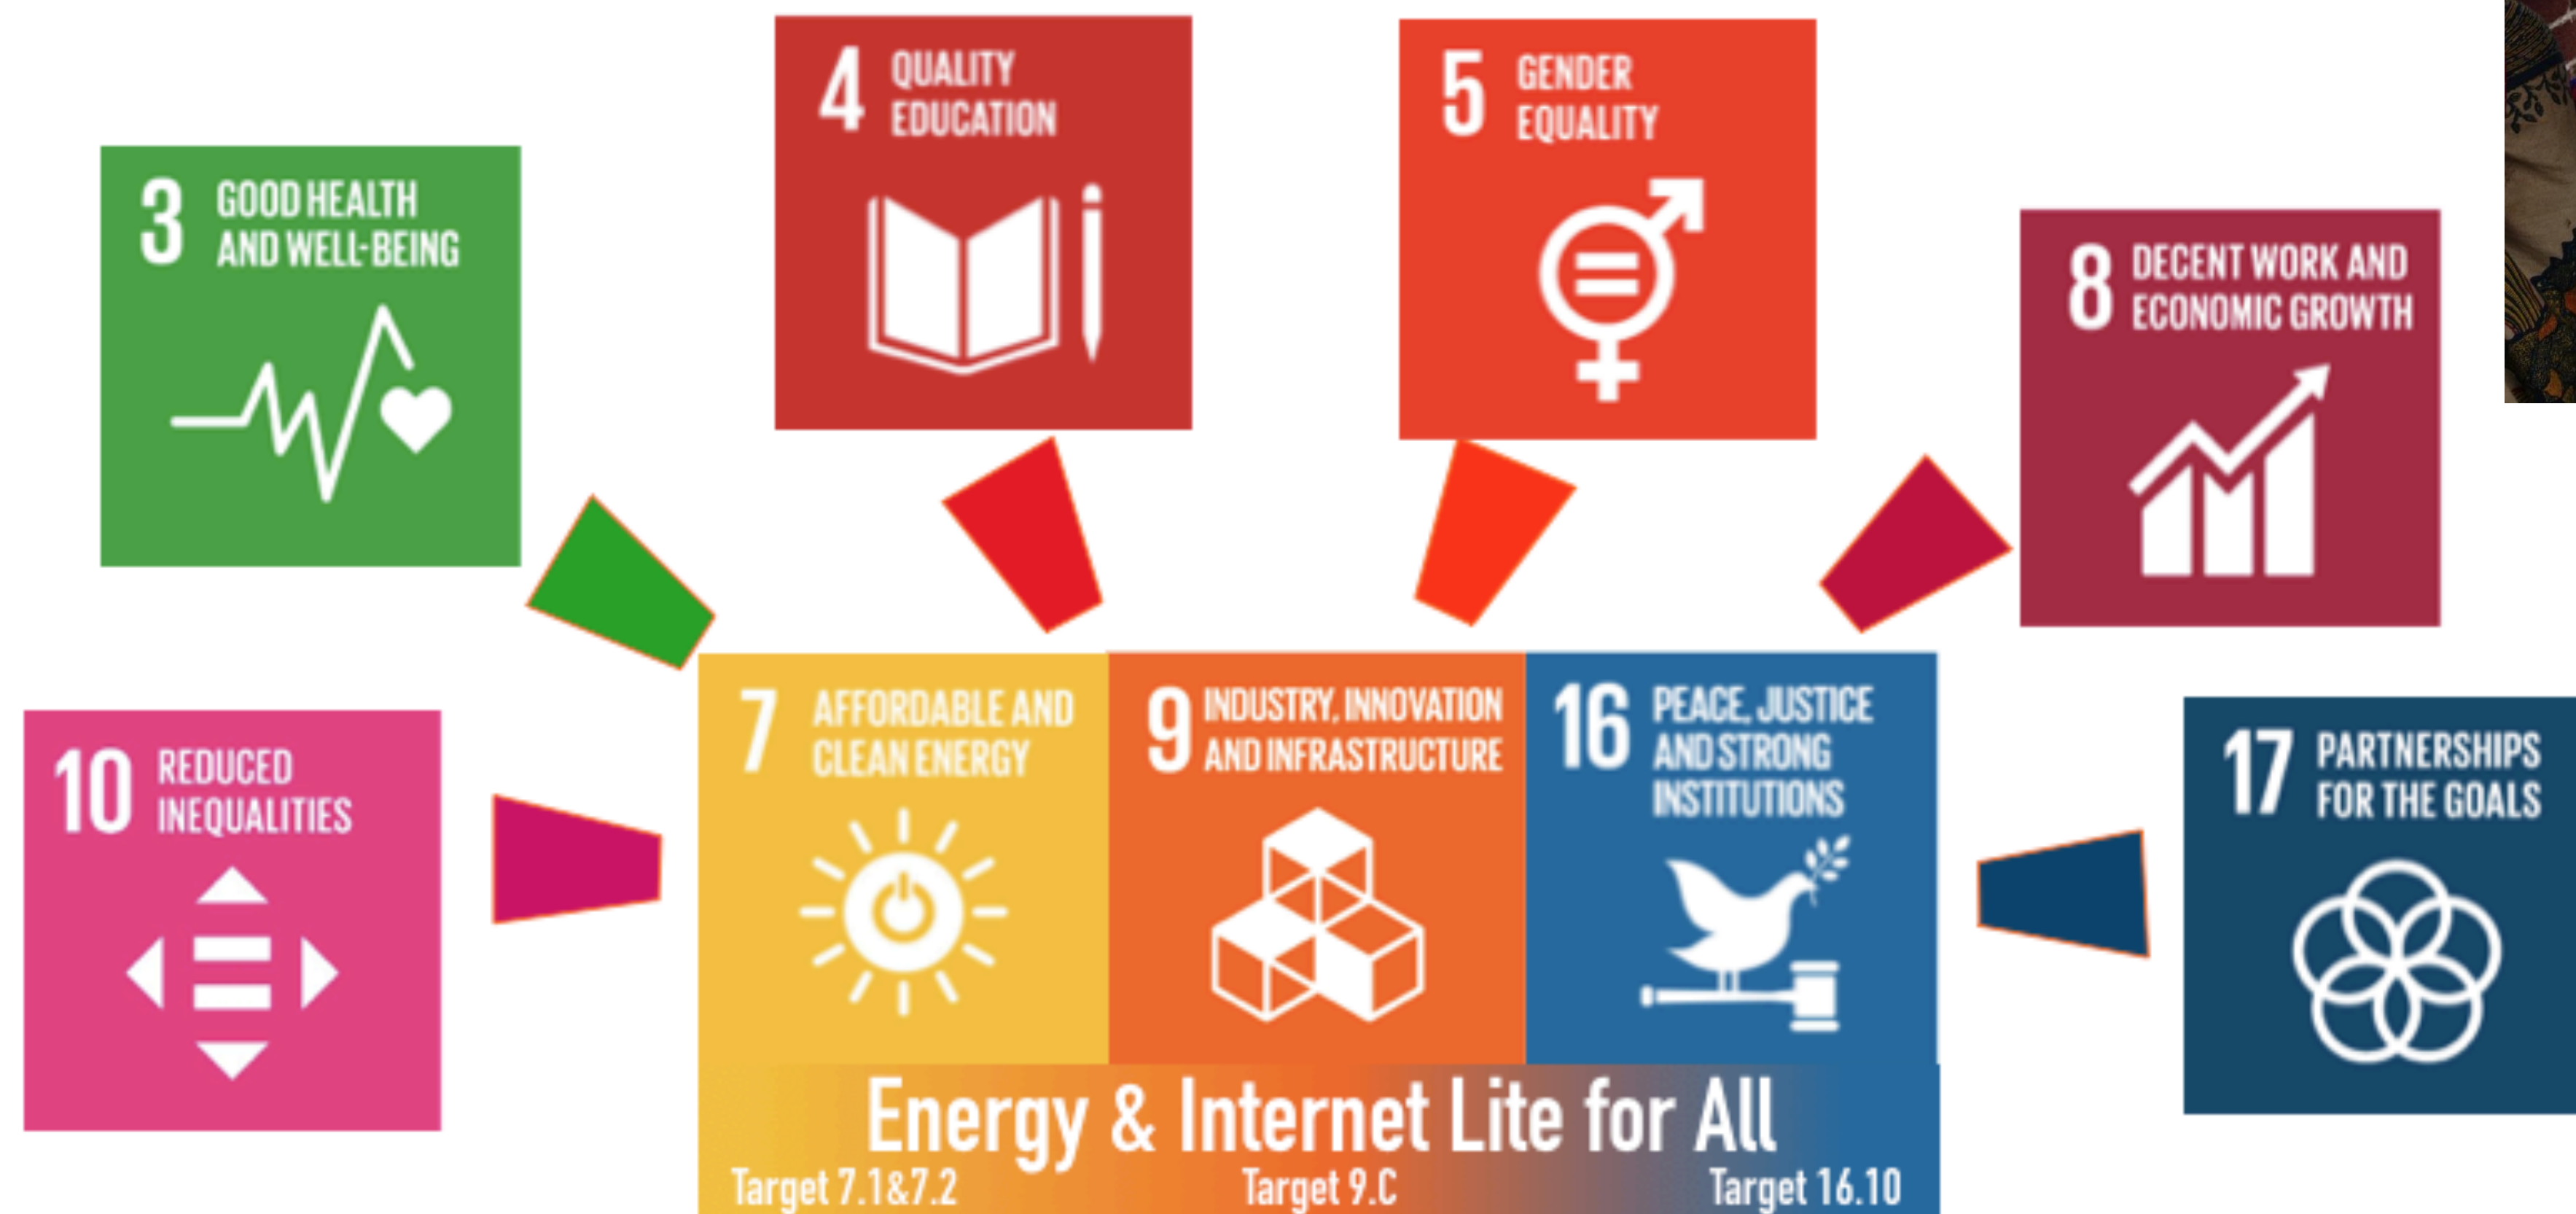 4 QUALITY
EDUCATION
5 GENDER
EQUALITY
3 GOOD HEALTH
AND WELL-BEING
8 DECENT WORK AND
ECONOMIC GROWTH
10 REDUCED
INEQUALITIES
7 AFFORDABLE AND
CLEAN ENERGY
9 INDUSTRY, INNOVATION
AND INFRASTRUCTURE
16 PEACE, JUSTICE
AND STRONG
INSTITUTIONS
17 PARTNERSHIPS
FOR THE GOALS
Energy & Internet Lite for All
Target 7.1&7.2
Target 9.C
Target 16.10